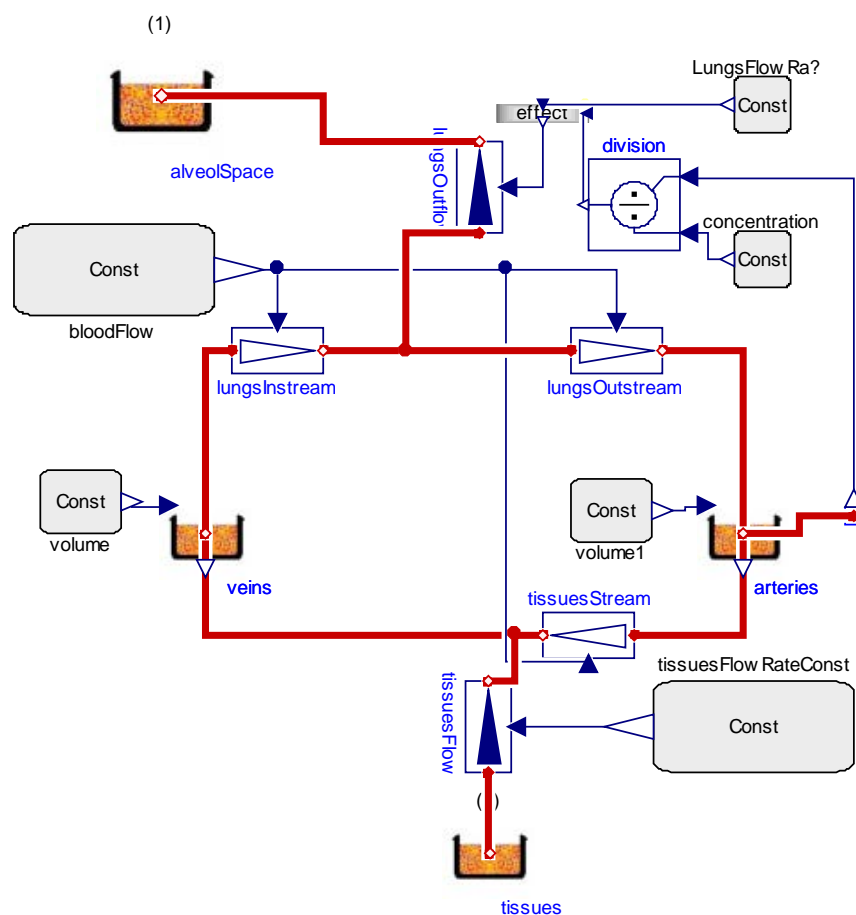 (1)
LungsFlow Ra?
Const
effect
division
alveolSpace
concentration
Const
Const
bloodFlow
lungsInstream
lungsOutstream
Const
volume
Const
volume1
veins
arteries
tissuesStream
tissuesFlow RateConst
tissuesFlow
Const
tissues